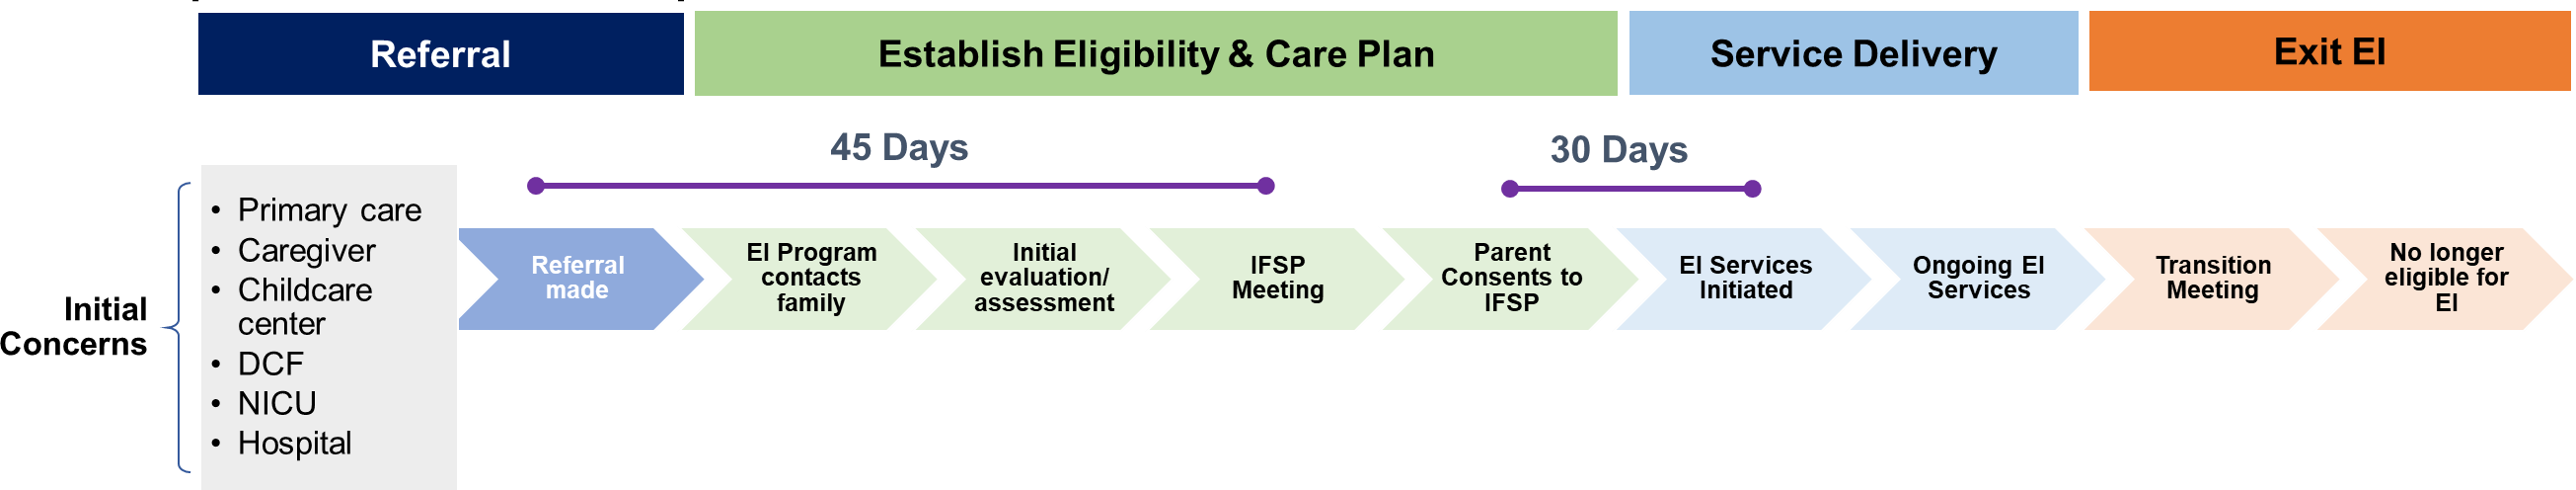 Referral
Establish Eligibility & Care Plan
Service Delivery
Exit EI
45 Days
30 Days
Initial
Concerns
• Primary care
• Caregiver
• Childcare
center
• DCF
• NICU
• Hospital
Referral
made
EI Program
contacts
family
Initial
evaluation/
assessment
IFSP
Meeting
Parent
Consents to
IFSP
EI Services
Initiated
Ongoing EI
Services
Transition
Meeting
No longer
eligible for
EI